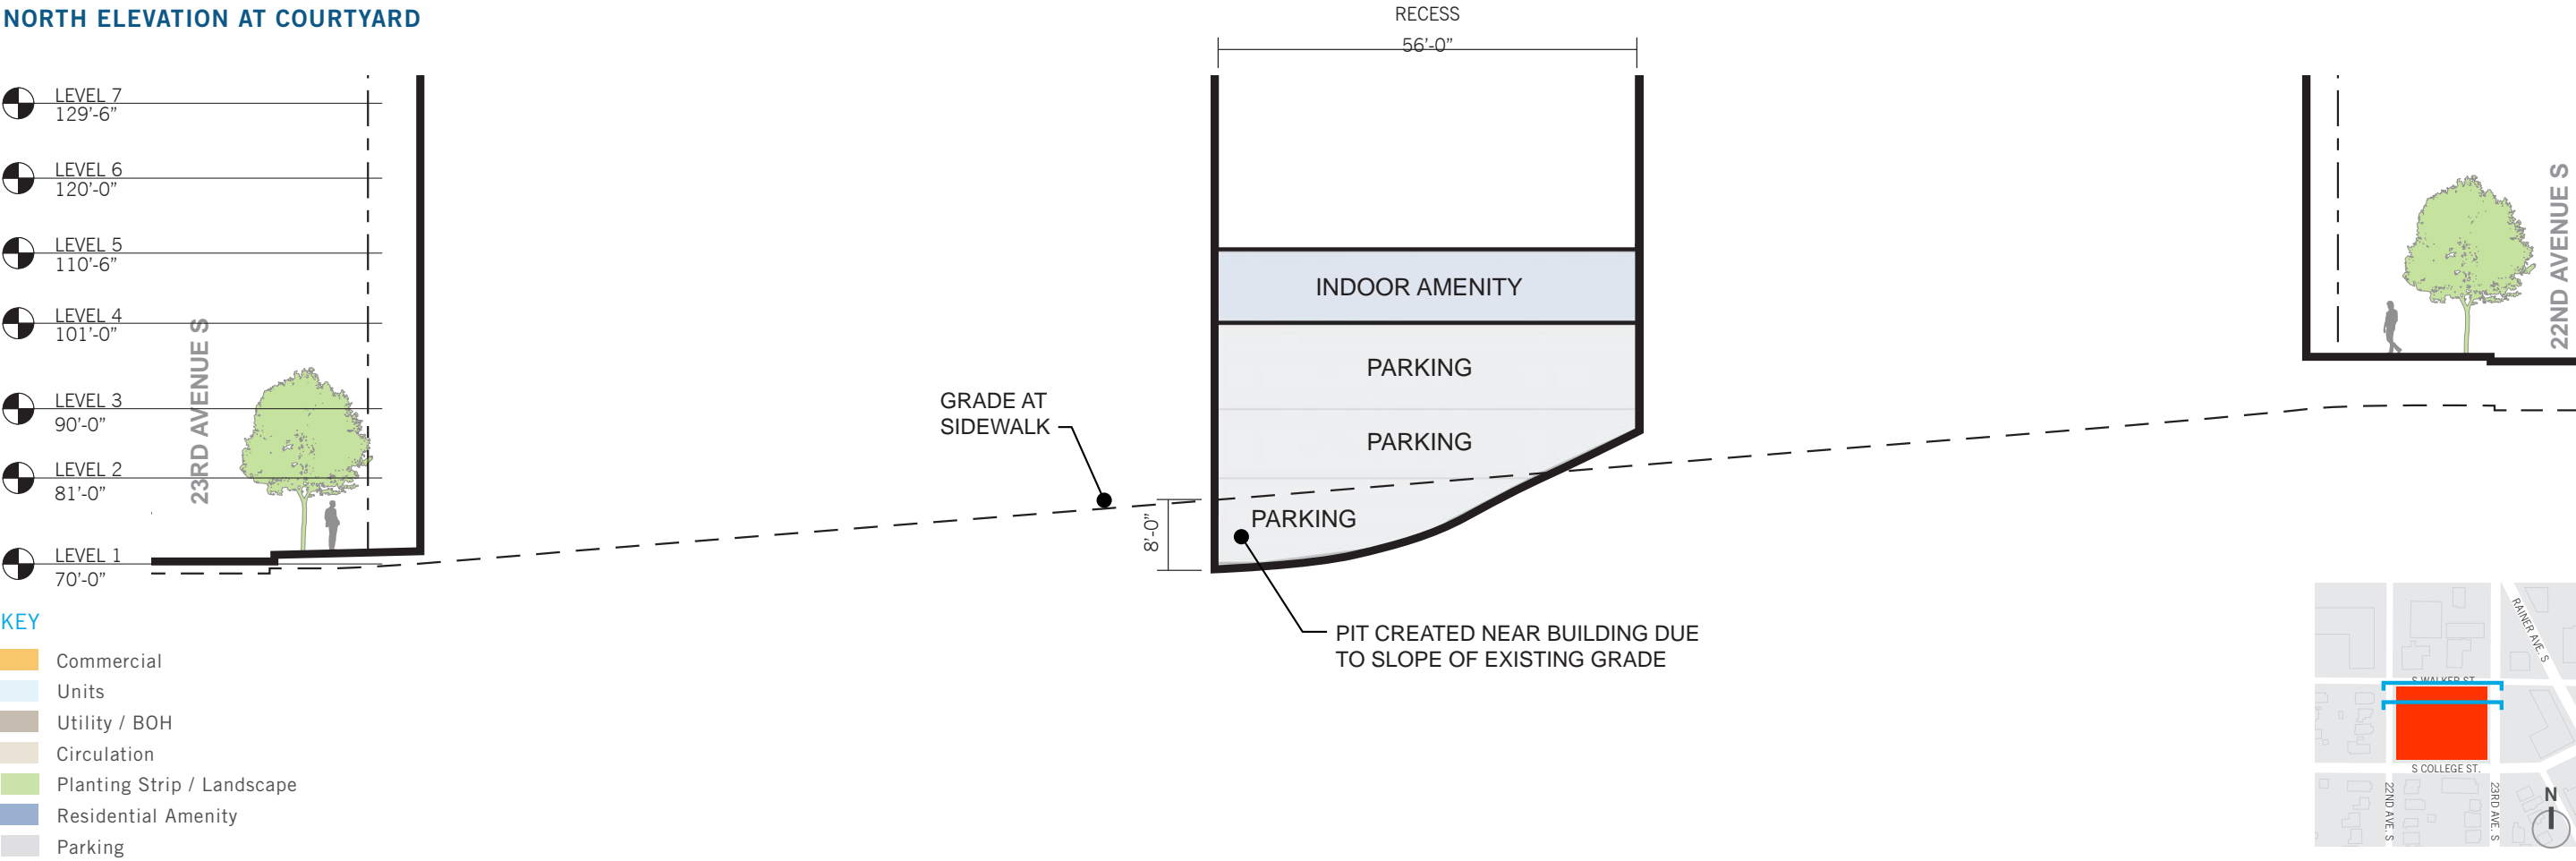 NORTH ELEVATION AT COURTYARD
RECESS
56'-0”
LEVEL 7
129'-6”
LEVEL 6
120'-0”
LEVEL 5
110'-6”
LEVEL 4
101'-0”
LEVEL 3
90'-0”
LEVEL 2
81'-0”
LEVEL 1
70'-0”
23RD AVENUE S
GRADE AT
SIDEWALK
8'-0”
INDOOR AMENITY
PARKING
PARKING
PARKING
PIT CREATED NEAR BUILDING DUE
TO SLOPE OF EXISTING GRADE
22ND AVENUE S
KEY
Commercial
Units
Utility / BOH
Circulation
Planting Strip / Landscape
Residential Amenity
Parking
RAINER AVE. S
S WALKER ST.
S COLLEGE ST.
22ND AVE. S
23RD AVE. S
N